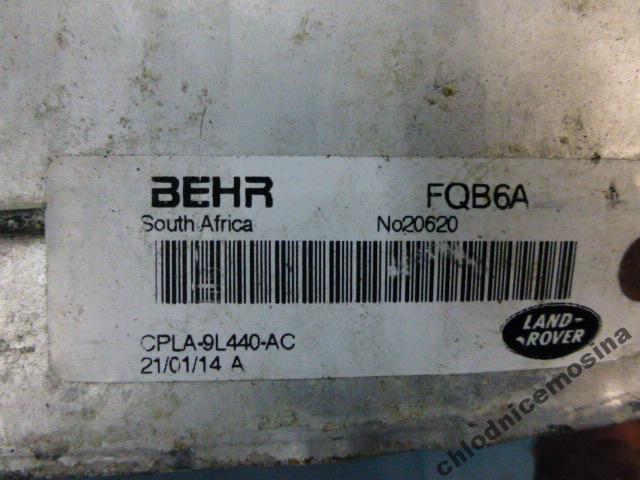 BEHR FQB6A
South Africa No20620
CPLA-9L440-AC
21/01/14 A
LAND-
ROVER
chlodnicemosina